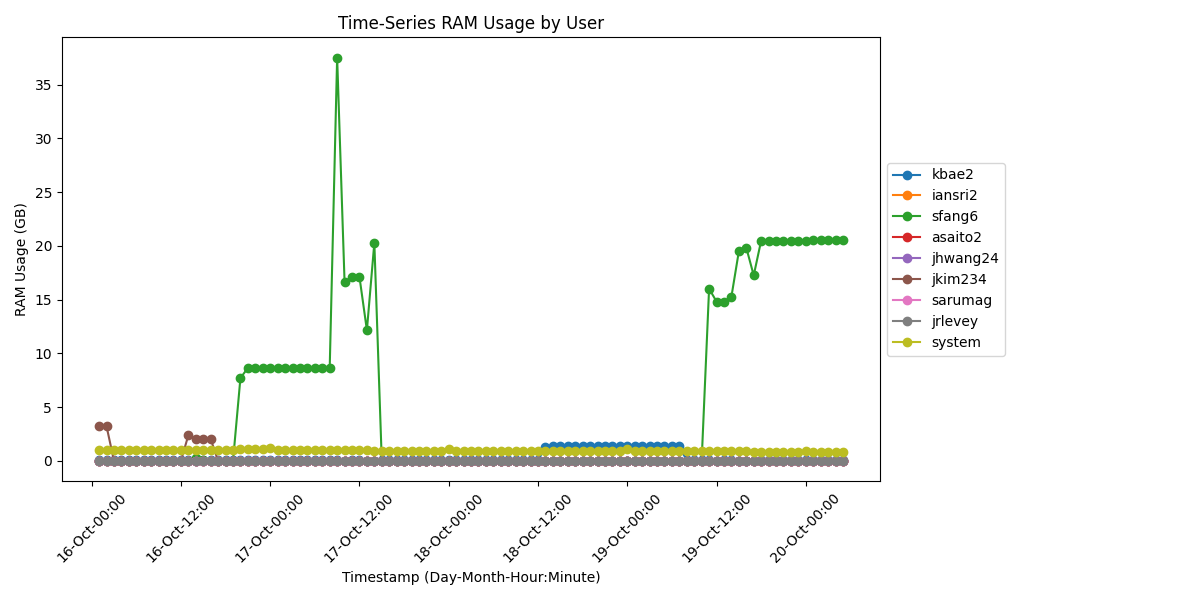 Time-Series RAM Usage by User
RAM Usage (GB)
35
30
25
20
15
10
5
0
16-Oct-00:00
16-Oct-12:00
17-Oct-00:00
17-Oct-12:00
18-Oct-00:00
18-Oct-12:00
19-Oct-00:00
19-Oct-12:00
20-Oct-00:00
Timestamp (Day-Month-Hour:Minute)
kbae2
iansri2
sfang6
asaito2
jhwang24
jkim234
sarumag
jrlevey
system